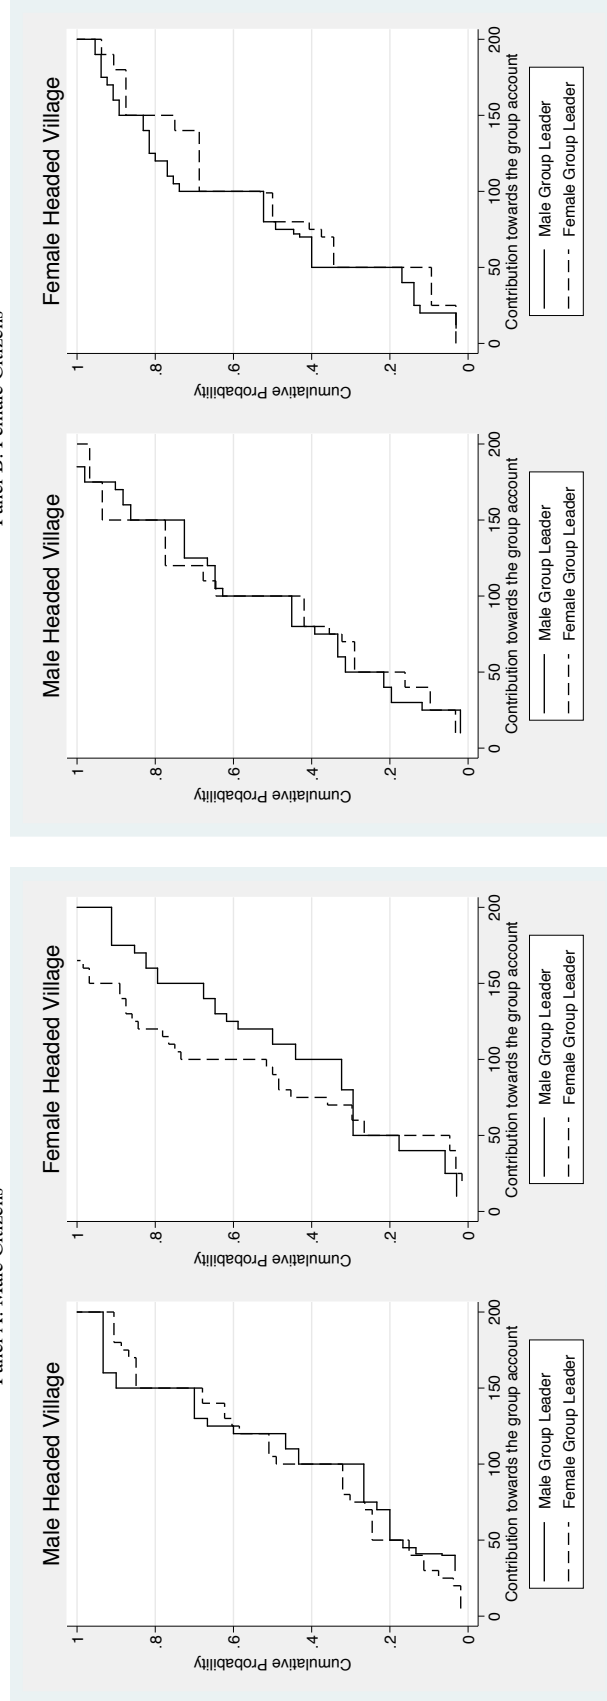 Panel A: Male Citizens
Male Headed Village
Cumulative Probability
1
.8
.6
.4
.2
0
0 50 100 150 200
Contribution towards the group account
Male Group Leader
Female Group Leader
Female Headed Village
Cumulative Probability
1
.8
.6
.4
.2
0
0 50 100 150 200
Contribution towards the group account
Male Group Leader
Female Group Leader
Panel B: Female Citizens
Male Headed Village
Cumulative Probability
1
.8
.6
.4
.2
0
0 50 100 150 200
Contribution towards the group account
Male Group Leader
Female Group Leader
Female Headed Village
Cumulative Probability
1
.8
.6
.4
.2
0
0 50 100 150 200
Contribution towards the group account
Male Group Leader
Female Group Leader